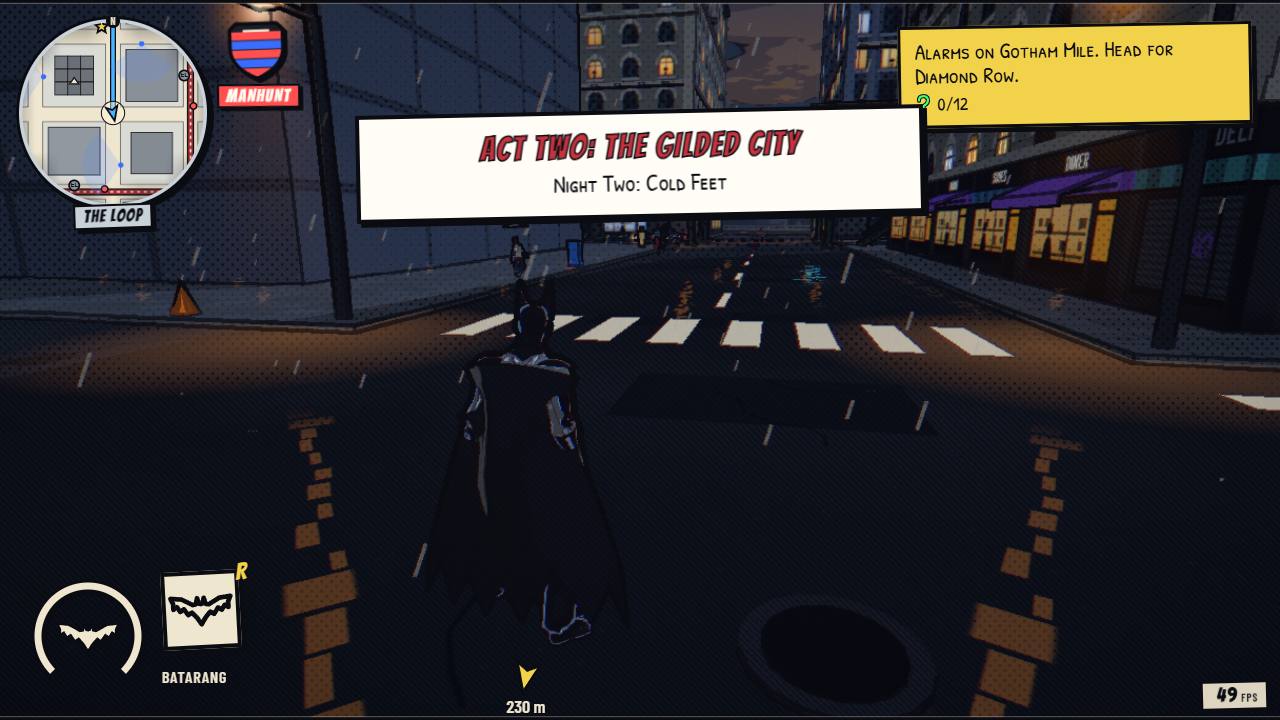 N
MANHUNT
THE LOOP
ALARMS ON GOTHAM MILE. HEAD FOR
DIAMOND ROW.
0/12
ACT TWO: THE GILDED CITY
NIGHT TWO: COLD FEET
DINER
DELI
R
BATARANG
230 m
49 FPS